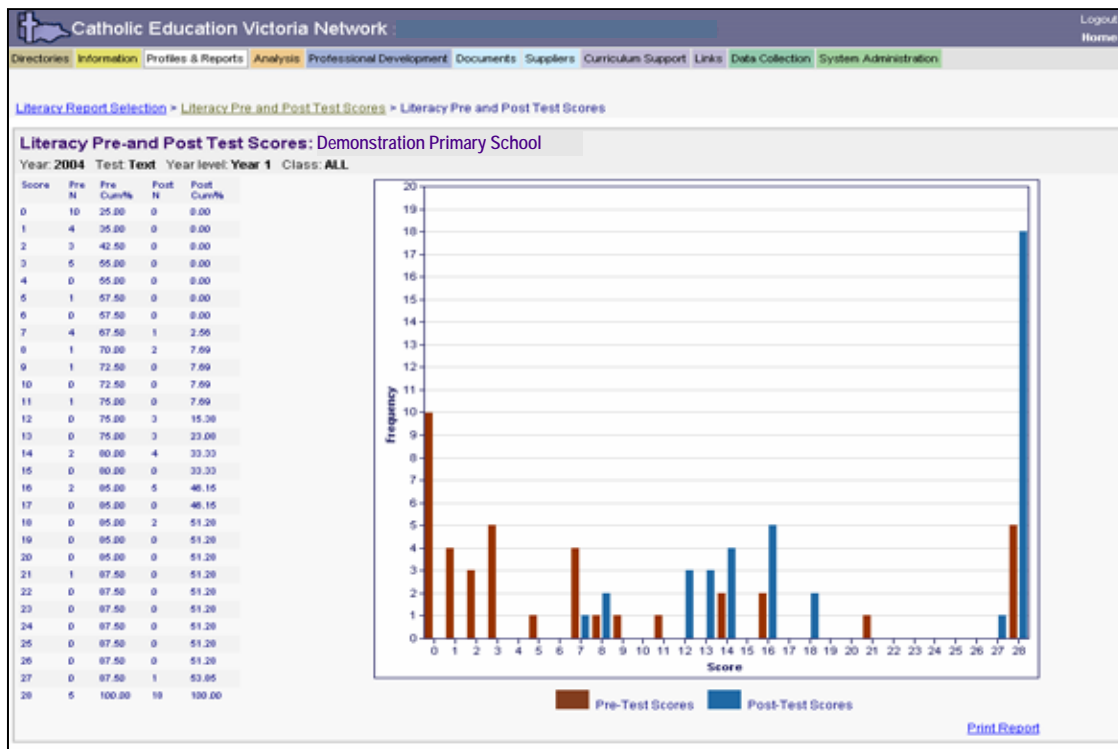 Catholic Education Victoria Network :
Logout
Home
Directories Information Profiles & Reports Analysis Professional Development Documents Suppliers Curriculum Support Links Data Collection System Administration
Literacy Report Selection > Literacy Pre and Post Test Scores > Literacy Pre and Post Test Scores
Literacy Pre-and Post Test Scores: Demonstration Primary School
Year: 2004 Test: Text Year level: Year 1 Class: ALL
Score Pre N Pre Cum% Post N Post Cum%
0 10 25.00 0 0.00
1 4 35.00 0 0.00
2 3 42.50 0 0.00
3 5 55.00 0 0.00
4 0 55.00 0 0.00
5 1 57.50 0 0.00
6 0 57.50 0 0.00
7 4 67.50 1 2.56
8 1 70.00 2 7.69
9 1 72.50 0 7.69
10 0 72.50 0 7.69
11 1 75.00 0 7.69
12 0 75.00 3 15.38
13 0 75.00 3 23.08
14 2 80.00 4 33.33
15 0 80.00 0 33.33
16 2 85.00 5 46.15
17 0 85.00 0 46.15
18 0 85.00 2 51.28
19 0 85.00 0 51.28
20 0 85.00 0 51.28
21 1 87.50 0 51.28
22 0 87.50 0 51.28
23 0 87.50 0 51.28
24 0 87.50 0 51.28
25 0 87.50 0 51.28
26 0 87.50 0 51.28
27 0 87.50 1 53.85
28 5 100.00 18 100.00
Frequency
20
19
18
17
16
15
14
13
12
11
10
9
8
7
6
5
4
3
2
1
0
0 1 2 3 4 5 6 7 8 9 10 11 12 13 14 15 16 17 18 19 20 21 22 23 24 25 26 27 28
Score
Pre-Test Scores Post-Test Scores
Print Report